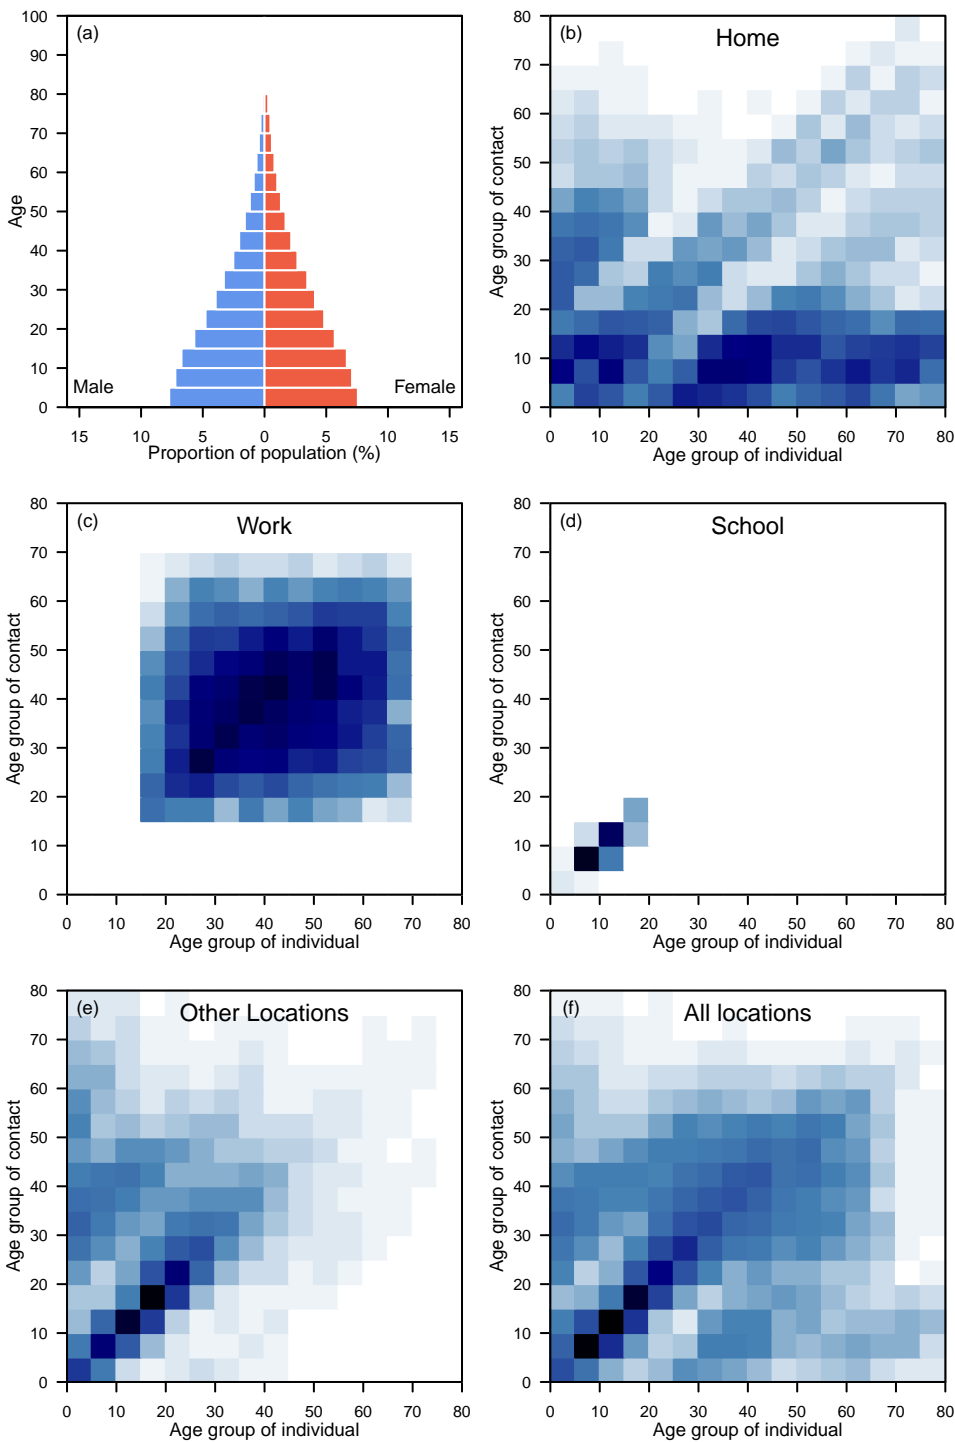 (a)
100
90
80
70
60
50
40
30
20
10
0
Age
Male
Female
15 10 5 0 5 10 15
Proportion of population (%)
(b)
Home
80
70
60
50
40
30
20
10
0
Age group of contact
0 10 20 30 40 50 60 70 80
Age group of individual
(c)
Work
80
70
60
50
40
30
20
10
0
Age group of contact
0 10 20 30 40 50 60 70 80
Age group of individual
(d)
School
80
70
60
50
40
30
20
10
0
Age group of contact
0 10 20 30 40 50 60 70 80
Age group of individual
(e)
Other Locations
80
70
60
50
40
30
20
10
0
Age group of contact
0 10 20 30 40 50 60 70 80
Age group of individual
(f)
All locations
80
70
60
50
40
30
20
10
0
Age group of contact
0 10 20 30 40 50 60 70 80
Age group of individual